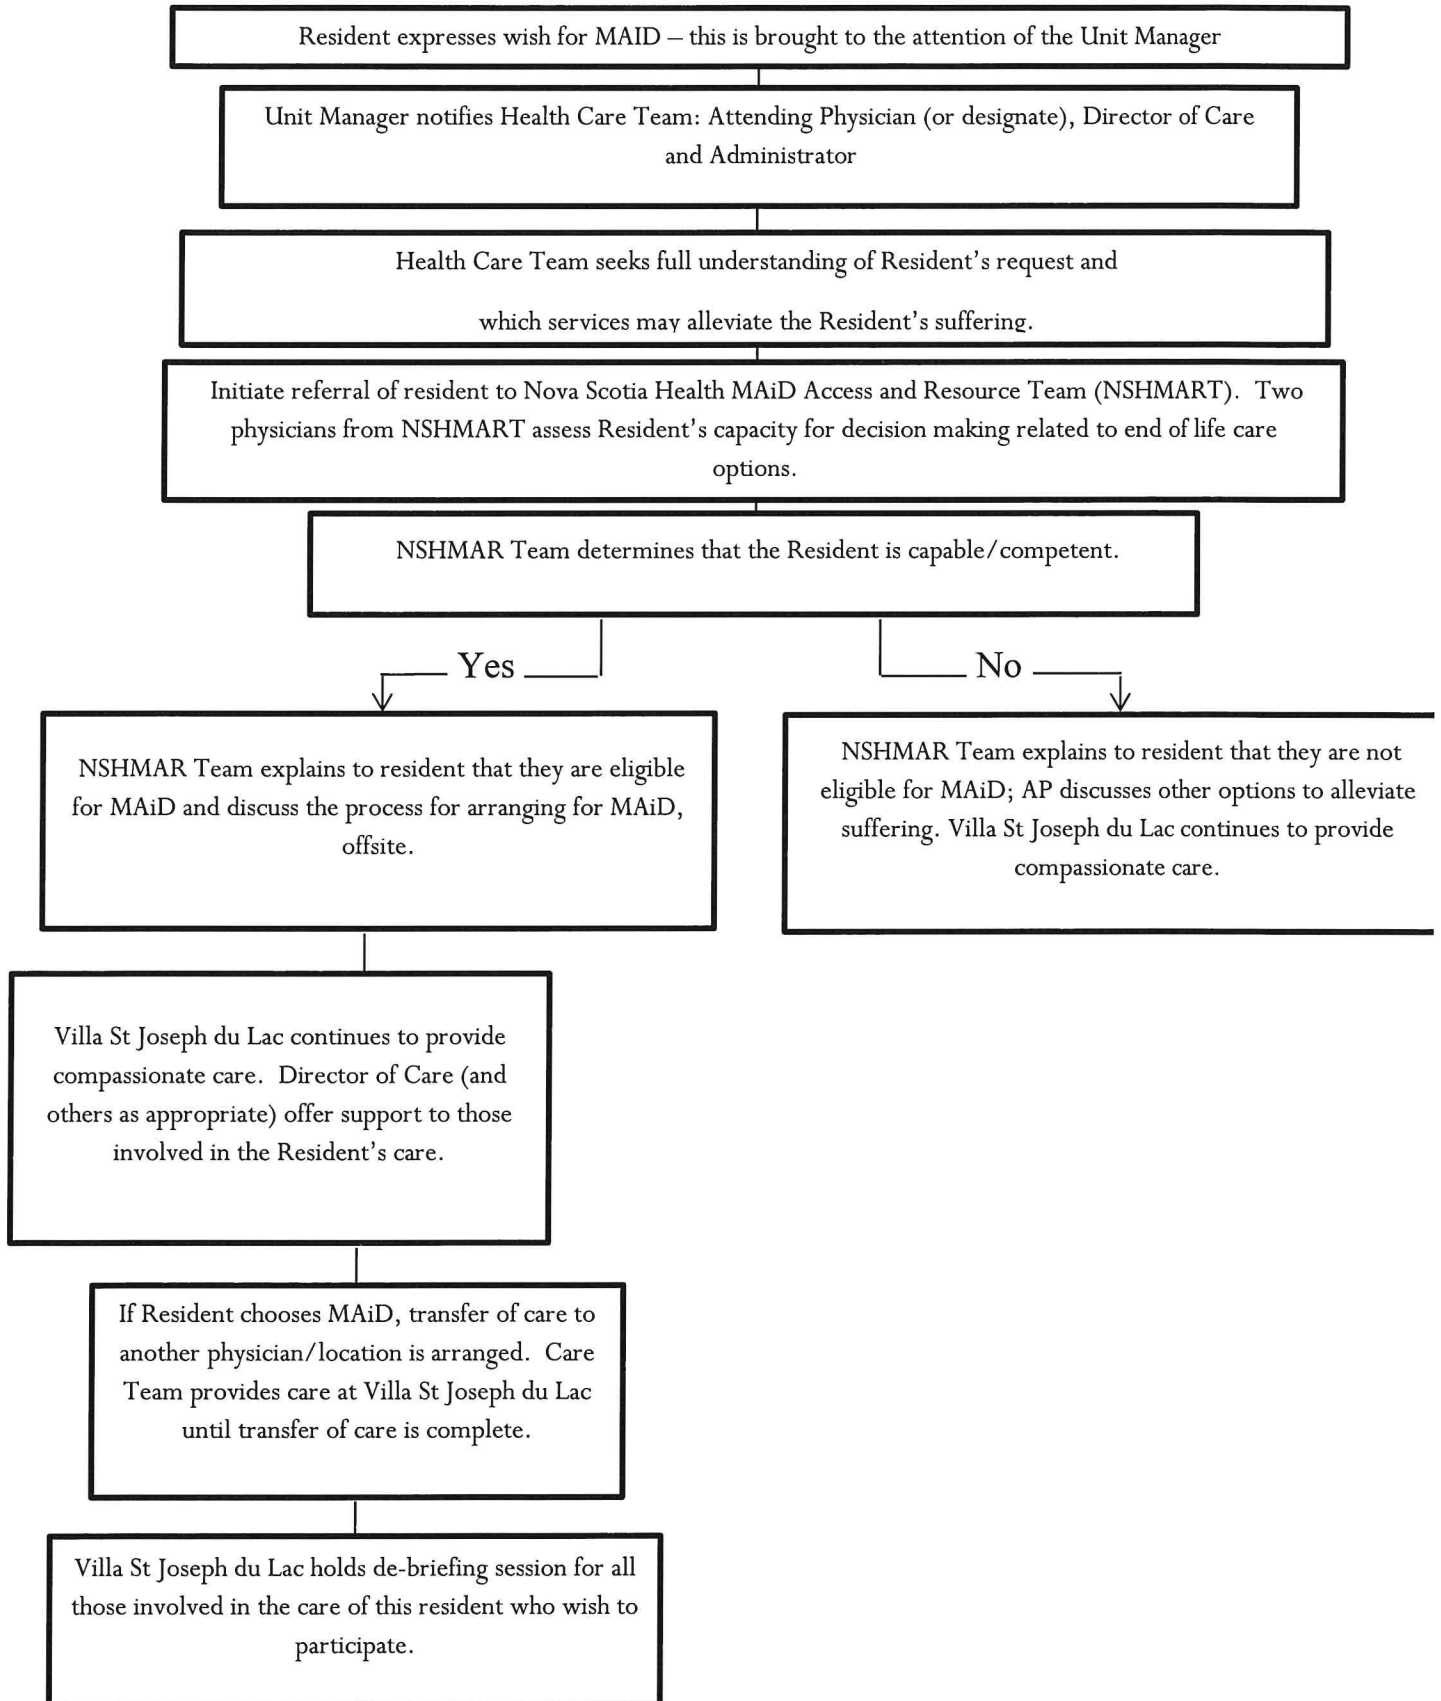 Resident expresses wish for MAID – this is brought to the attention of the Unit Manager
Unit Manager notifies Health Care Team: Attending Physician (or designate), Director of Care
and Administrator
Health Care Team seeks full understanding of Resident's request and
which services may alleviate the Resident's suffering.
Initiate referral of resident to Nova Scotia Health MAiD Access and Resource Team (NSHMART). Two
physicians from NSHMART assess Resident's capacity for decision making related to end of life care
options.
NSHMAR Team determines that the Resident is capable/competent.
Yes
No
NSHMAR Team explains to resident that they are eligible
for MAiD and discuss the process for arranging for MAiD,
offsite.
NSHMAR Team explains to resident that they are not
eligible for MAiD; AP discusses other options to alleviate
suffering. Villa St Joseph du Lac continues to provide
compassionate care.
Villa St Joseph du Lac continues to provide
compassionate care. Director of Care (and
others as appropriate) offer support to those
involved in the Resident's care.
If Resident chooses MAiD, transfer of care to
another physician/location is arranged. Care
Team provides care at Villa St Joseph du Lac
until transfer of care is complete.
Villa St Joseph du Lac holds de-briefing session for all
those involved in the care of this resident who wish to
participate.